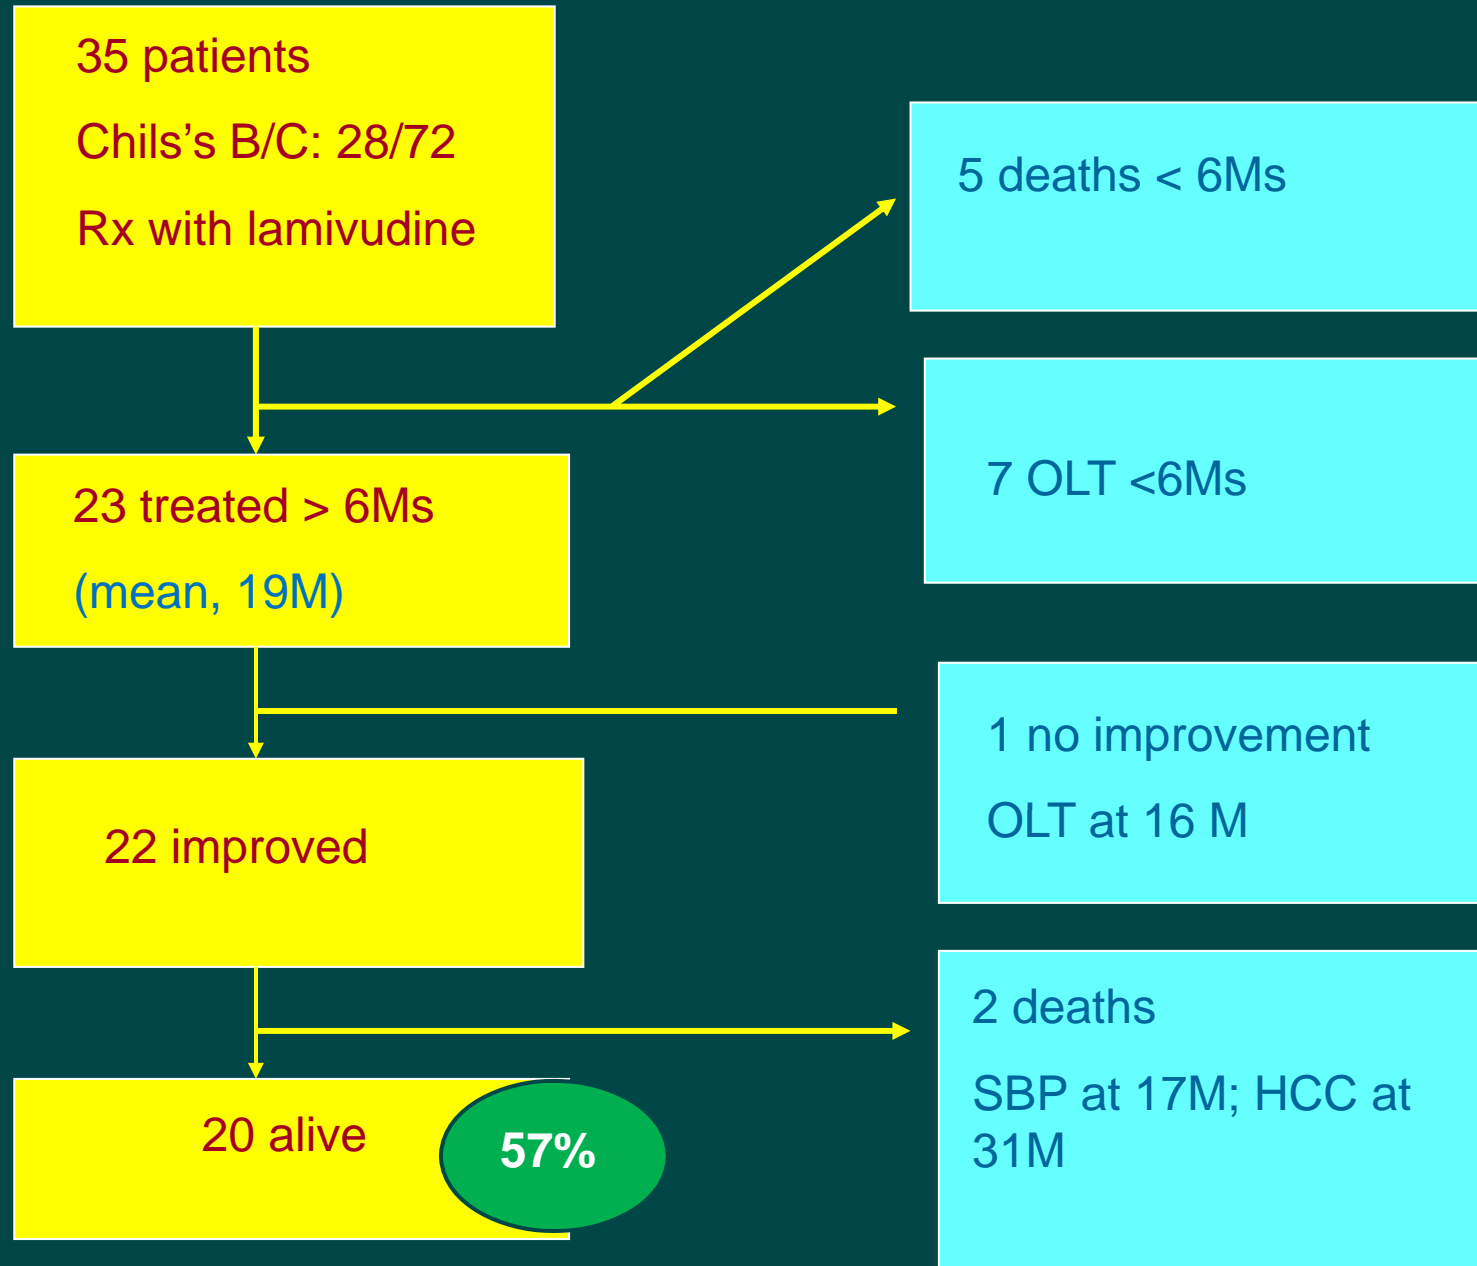 35 patients
Chils’s B/C: 28/72
Rx with lamivudine
5 deaths < 6Ms
7 OLT <6Ms
23 treated > 6Ms
(mean, 19M)
1 no improvement
OLT at 16 M
22 improved
2 deaths
SBP at 17M; HCC at
31M
20 alive
57%